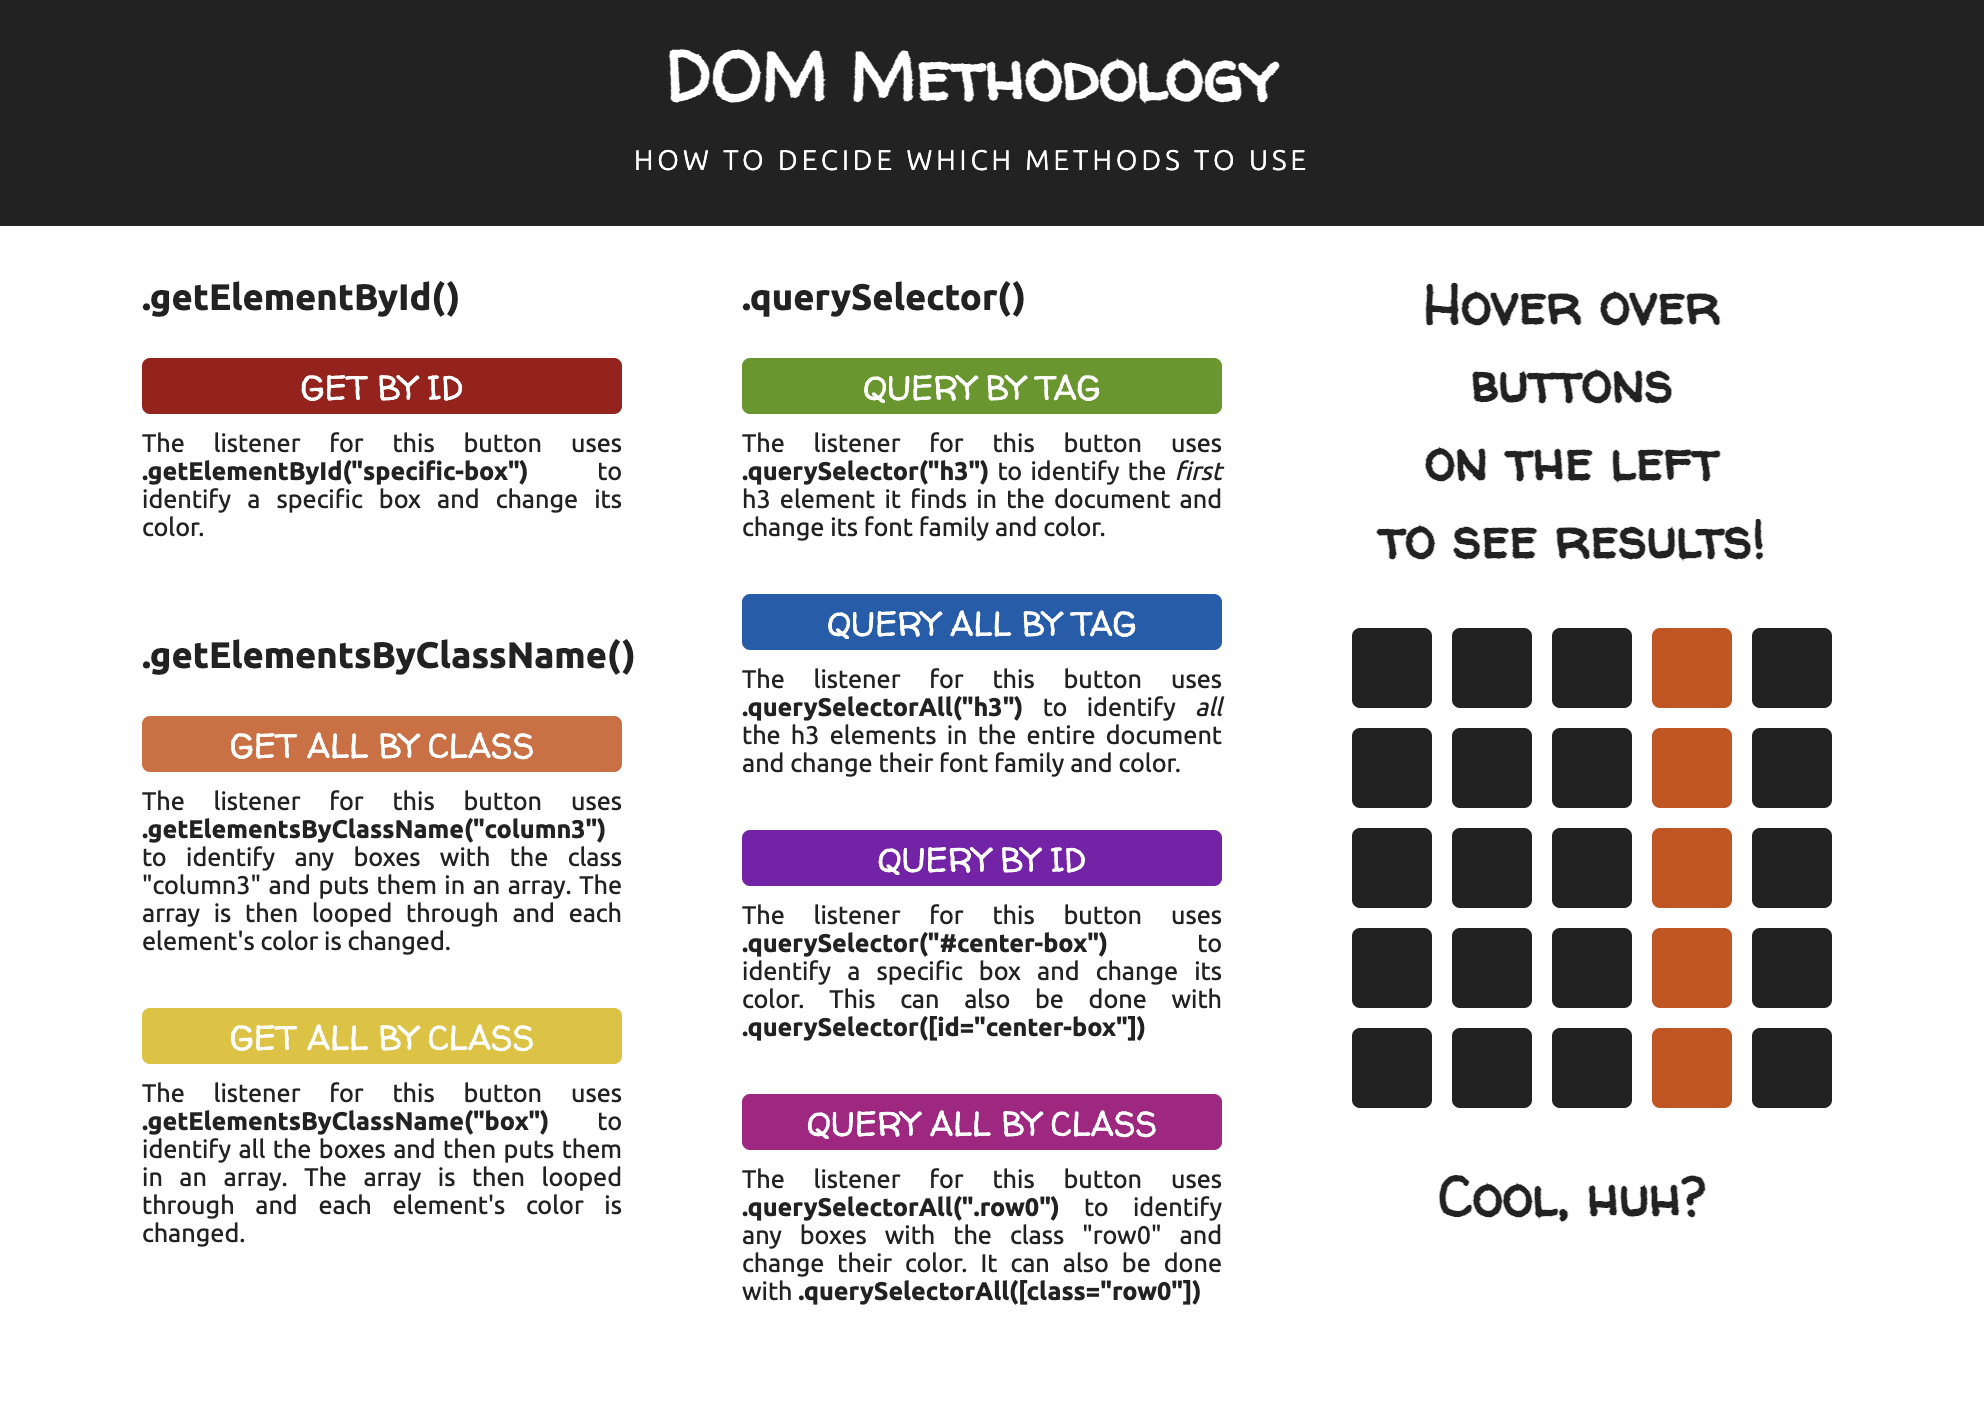 DOM Methodology
HOW TO DECIDE WHICH METHODS TO USE
.getElementById()
GET BY ID
The listener for this button uses
.getElementById("specific-box") to
identify a specific box and change its
color.
.getElementsByClassName()
GET ALL BY CLASS
The listener for this button uses
.getElementsByClassName("column3")
to identify any boxes with the class
"column3" and puts them in an array. The
array is then looped through and each
element's color is changed.
GET ALL BY CLASS
The listener for this button uses
.getElementsByClassName("box") to
identify all the boxes and then puts them
in an array. The array is then looped
through and each element's color is
changed.
.querySelector()
QUERY BY TAG
The listener for this button uses
.querySelector("h3") to identify the first
h3 element it finds in the document and
change its font family and color.
QUERY ALL BY TAG
The listener for this button uses
.querySelectorAll("h3") to identify all
the h3 elements in the entire document
and change their font family and color.
QUERY BY ID
The listener for this button uses
.querySelector("#center-box") to
identify a specific box and change its
color. This can also be done with
.querySelector([id="center-box"])
QUERY ALL BY CLASS
The listener for this button uses
.querySelectorAll(".row0") to identify
any boxes with the class "row0" and
change their color. It can also be done
with .querySelectorAll([class="row0"])
Hover over
buttons
on the left
to see results!
Cool, huh?